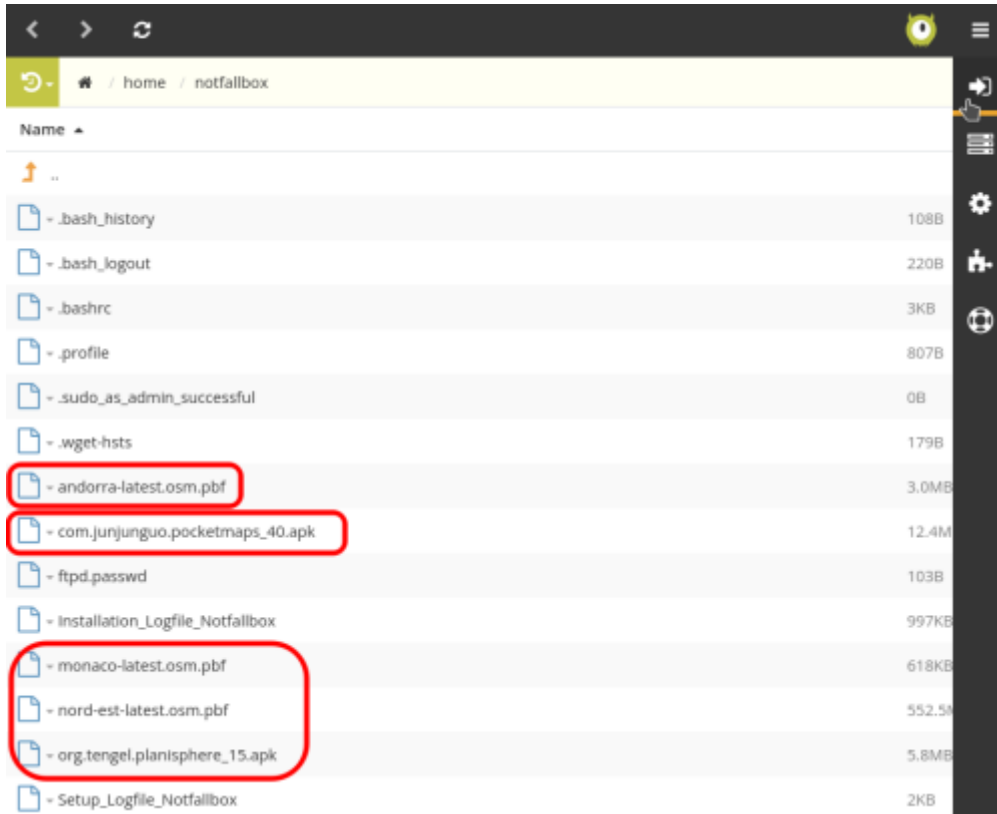 / home / notfallbox
Name
..
.bash_history 108B
.bash_logout 220B
.bashrc 3KB
.profile 807B
.sudo_as_admin_successful 0B
.wget-hsts 179B
andorra-latest.osm.pbf 3.0MB
com.junjunguo.pocketmaps_40.apk 12.4M
ftpd.passwd 103B
Installation_Logfile_Notfallbox 997KB
monaco-latest.osm.pbf 618KB
nord-est-latest.osm.pbf 552.5M
org.tengel.planisphere_15.apk 5.8MB
Setup_Logfile_Notfallbox 2KB